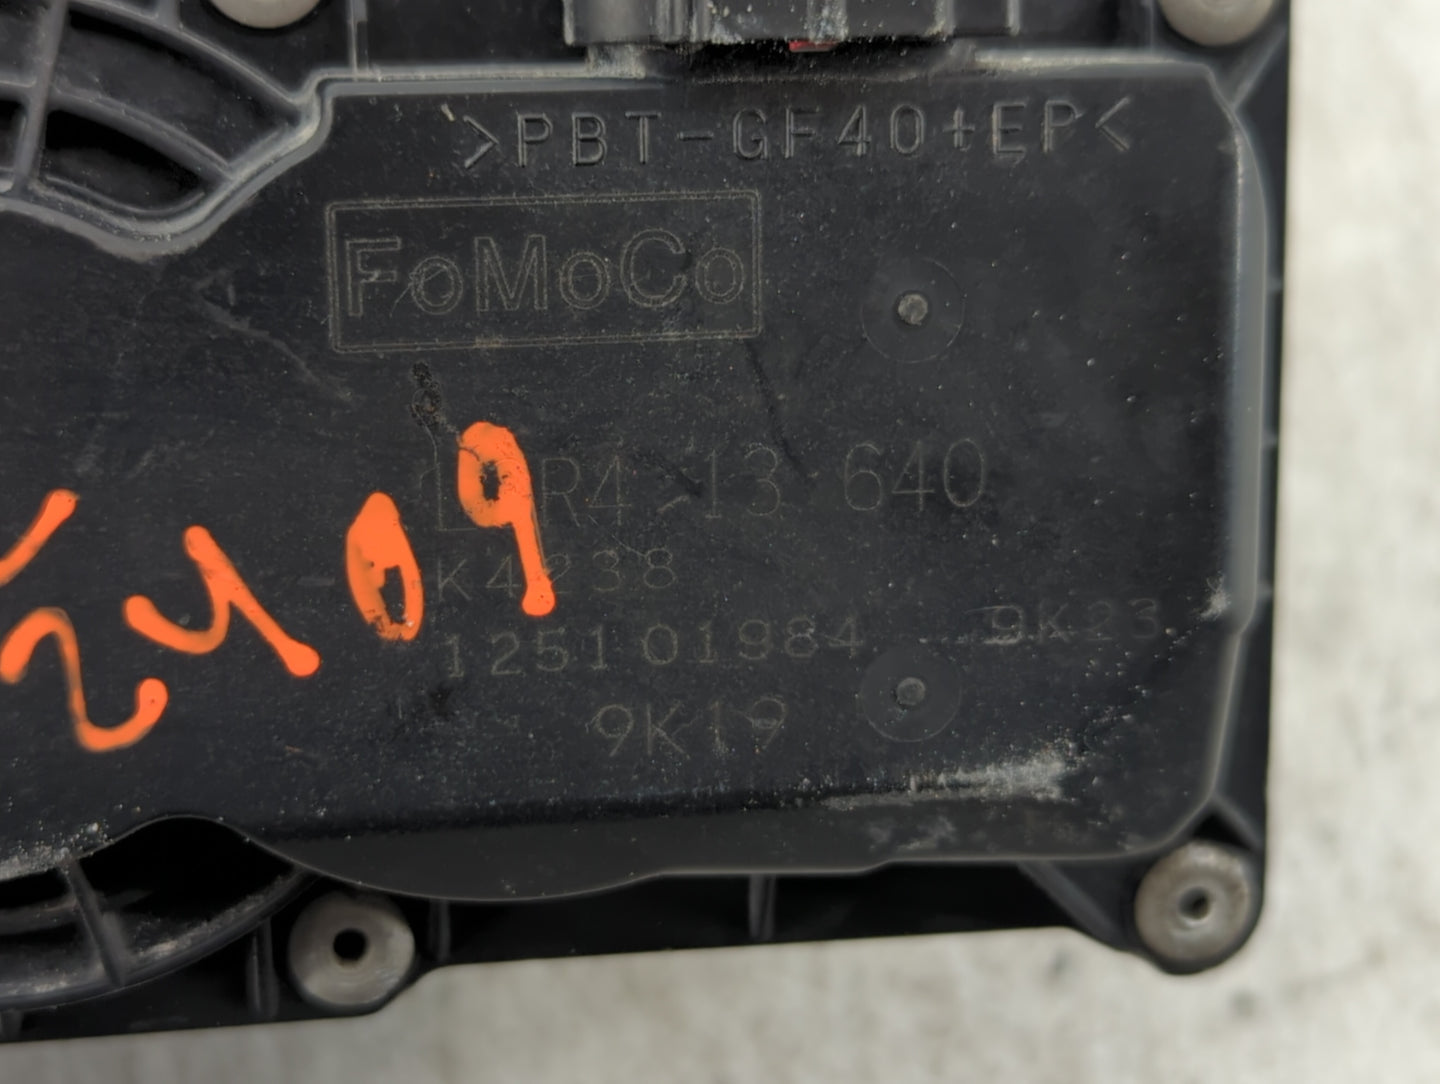 >PBT-GF40+EP<
FoMoCo
R4 13 640
K4238
125101984 9K23
9K19
2409